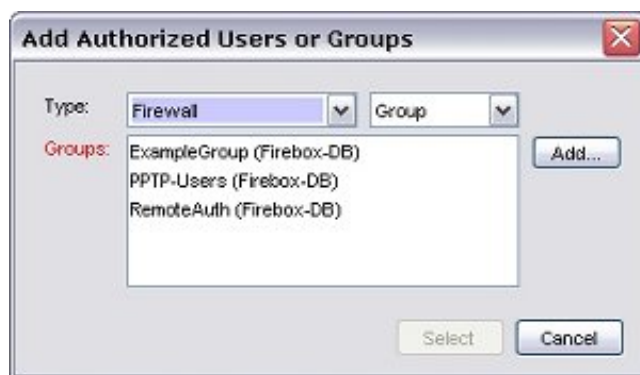 Add Authorized Users or Groups
Type: Firewall Group
Groups: ExampleGroup (Firebox-DB) Add...
PPTP-Users (Firebox-DB)
RemoteAuth (Firebox-DB)
Select Cancel